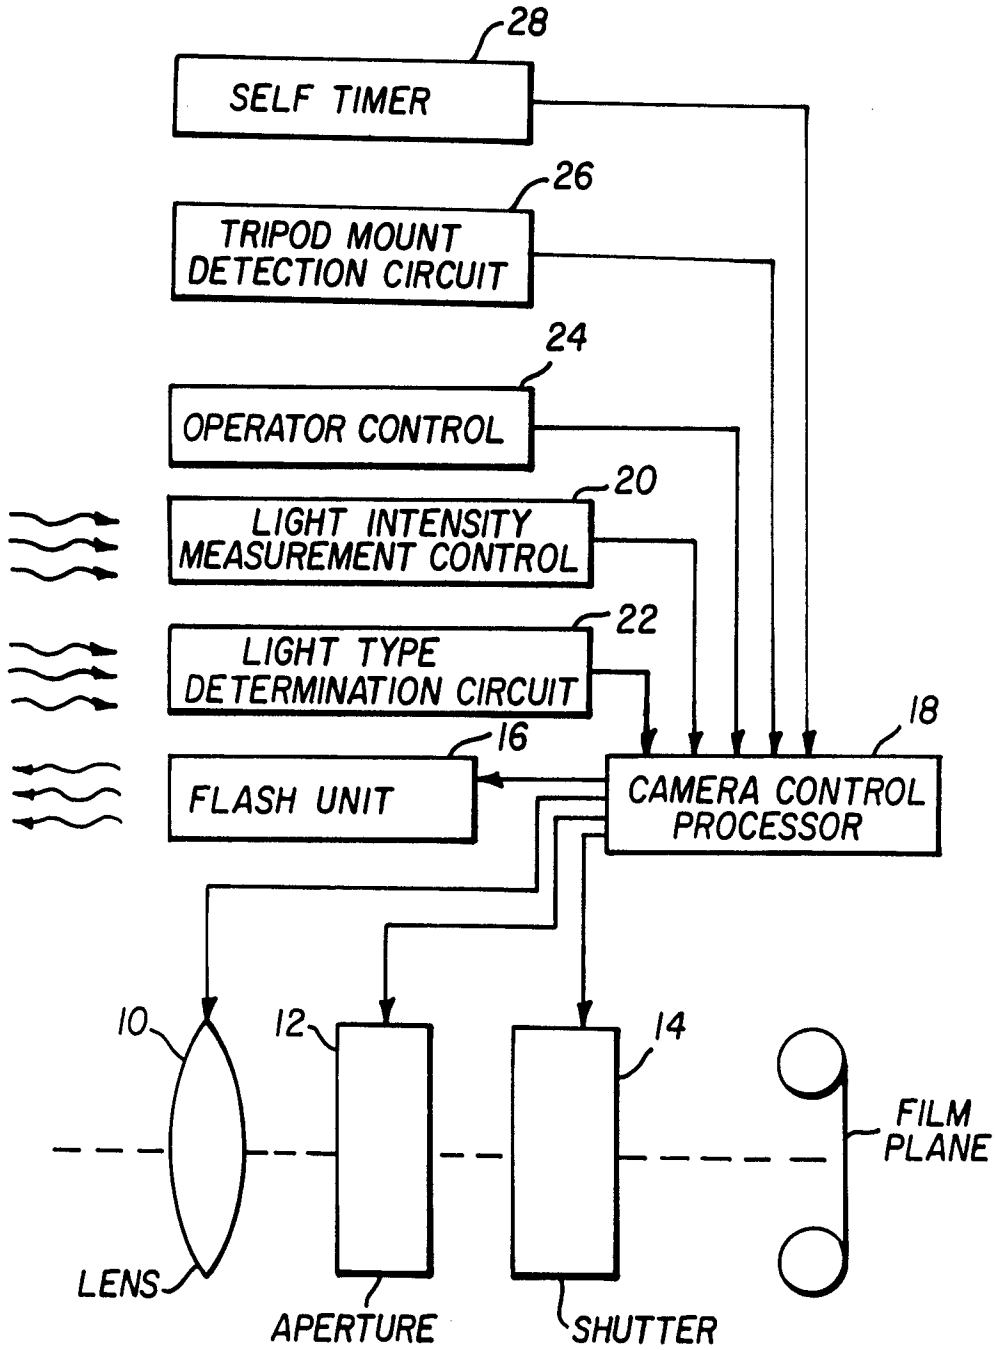 28
SELF TIMER
26
TRIPOD MOUNT
DETECTION CIRCUIT
24
OPERATOR CONTROL
20
LIGHT INTENSITY
MEASUREMENT CONTROL
22
LIGHT TYPE
DETERMINATION CIRCUIT
16
FLASH UNIT
18
CAMERA CONTROL
PROCESSOR
10
12
14
FILM
PLANE
LENS
APERTURE
SHUTTER